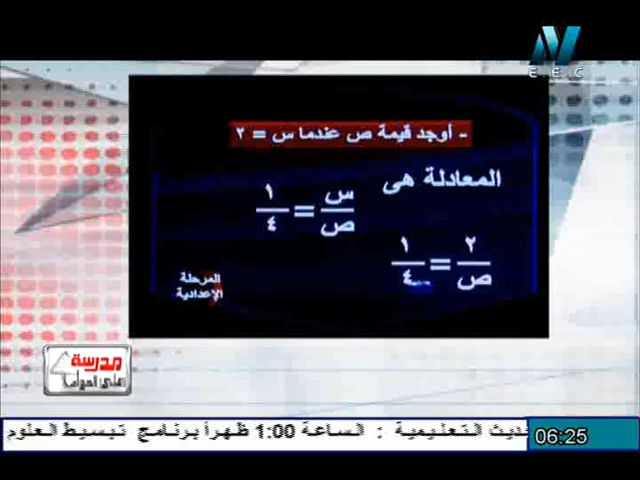 N
E E C
- أوجد قيمة ص عندما س = ٢
المعادلة هى
س/ص = ١/٤
٢/ص = ١/٤
المرحلة
الإعدادية
مدرسة
على الهواء
التعليمية : الساعة 1:00 ظهراً برنامج تبسيط العلوم
06:25